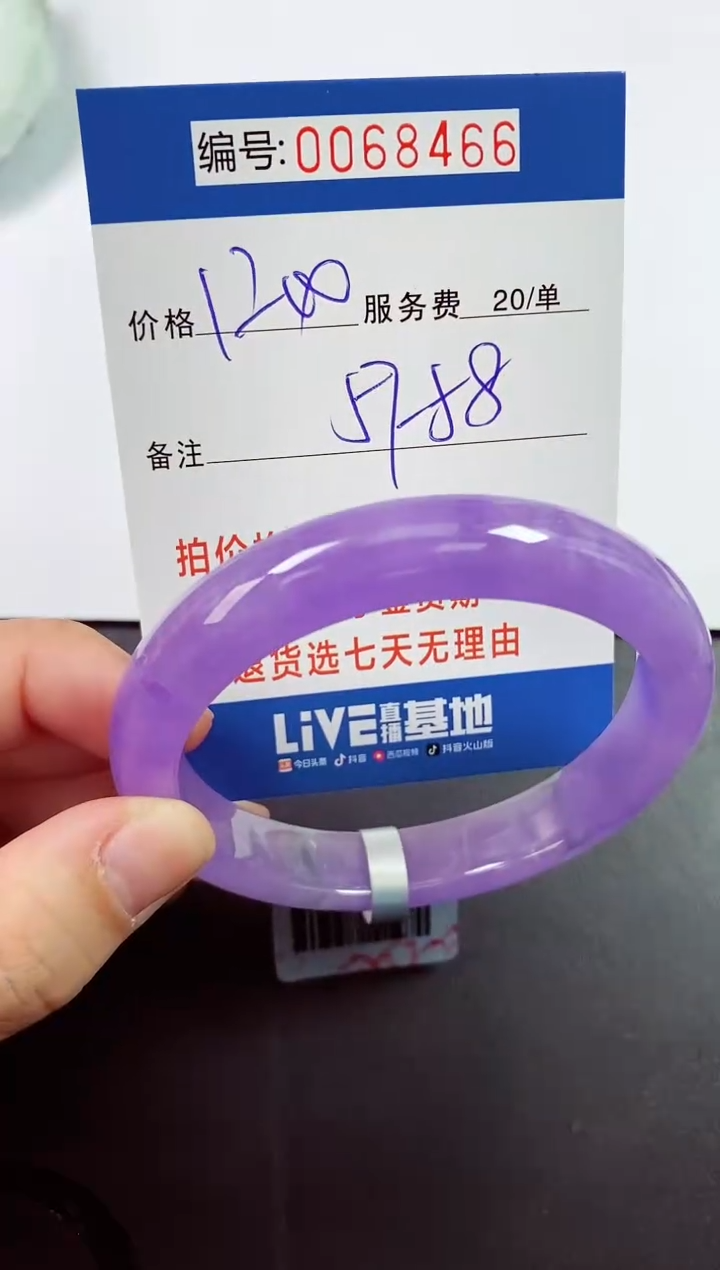 编号:0068466
价格 1200 服务费 20/单
5988
备注
拍价
退货选七天无理由
LiVE直播基地
今日头条 抖音 西瓜视频 抖音火山版